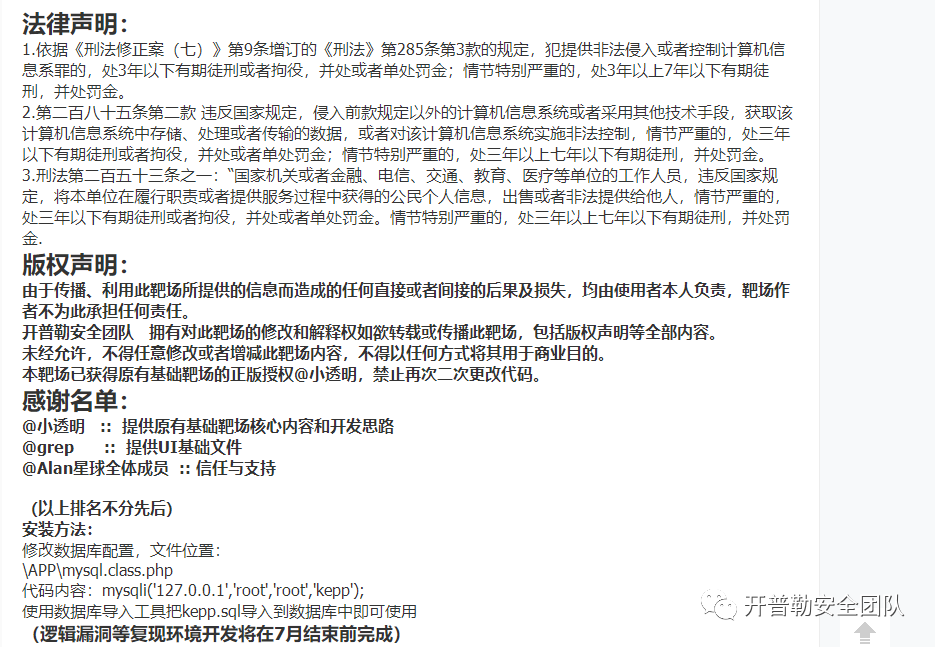 法律声明：
1.依据《刑法修正案（七）》第9条增订的《刑法》第285条第3款的规定，犯提供非法侵入或者控制计算机信
息系罪的，处3年以下有期徒刑或者拘役，并处或者单处罚金；情节特别严重的，处3年以上7年以下有期徒
刑，并处罚金。
2.第二百八十五条第二款 违反国家规定，侵入前款规定以外的计算机信息系统或者采用其他技术手段，获取该
计算机信息系统中存储、处理或者传输的数据，或者对该计算机信息系统实施非法控制，情节严重的，处三年
以下有期徒刑或者拘役，并处或者单处罚金；情节特别严重的，处三年以上七年以下有期徒刑，并处罚金。
3.刑法第二百五十三条之一：“国家机关或者金融、电信、交通、教育、医疗等单位的工作人员，违反国家规
定，将本单位在履行职责或者提供服务过程中获得的公民个人信息，出售或者非法提供给他人，情节严重的，
处三年以下有期徒刑或者拘役，并处或者单处罚金。情节特别严重的，处三年以上七年以下有期徒刑，并处罚
金.
版权声明：
由于传播、利用此靶场所提供的信息而造成的任何直接或者间接的后果及损失，均由使用者本人负责，靶场作
者不为此承担任何责任。
开普勒安全团队 拥有对此靶场的修改和解释权如欲转载或传播此靶场，包括版权声明等全部内容。
未经允许，不得任意修改或者增减此靶场内容，不得以任何方式将其用于商业目的。
本靶场已获得原有基础靶场的正版授权@小透明，禁止再次二次更改代码。
感谢名单：
@小透明 :: 提供原有基础靶场核心内容和开发思路
@grep :: 提供UI基础文件
@Alan星球全体成员 :: 信任与支持
（以上排名不分先后）
安装方法：
修改数据库配置，文件位置：
\APP\mysql.class.php
代码内容：mysqli('127.0.0.1','root','root','kepp');
使用数据库导入工具把kepp.sql导入到数据库中即可使用
（逻辑漏洞等复现环境开发将在7月结束前完成）
开普勒安全团队